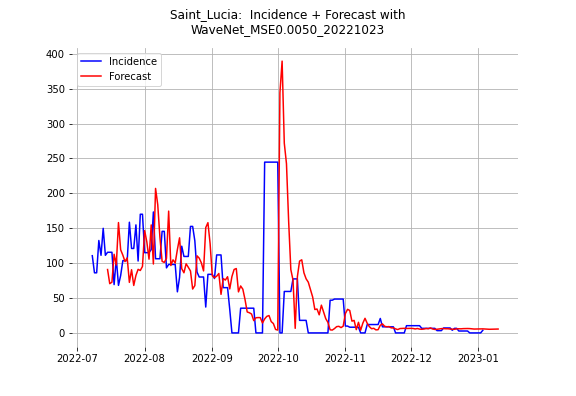 Saint_Lucia:  Incidence + Forecast with
WaveNet_MSE0.0050_20221023
Incidence
Forecast
400
350
300
250
200
150
100
50
0
2022-07 2022-08 2022-09 2022-10 2022-11 2022-12 2023-01